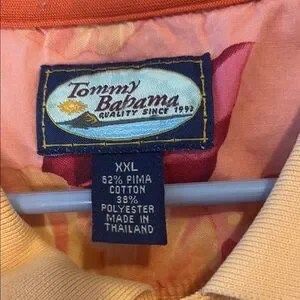 Tommy
Bahama
QUALITY SINCE 1993
XXL
62% PIMA
COTTON
38%
POLYESTER
MADE IN
THAILAND